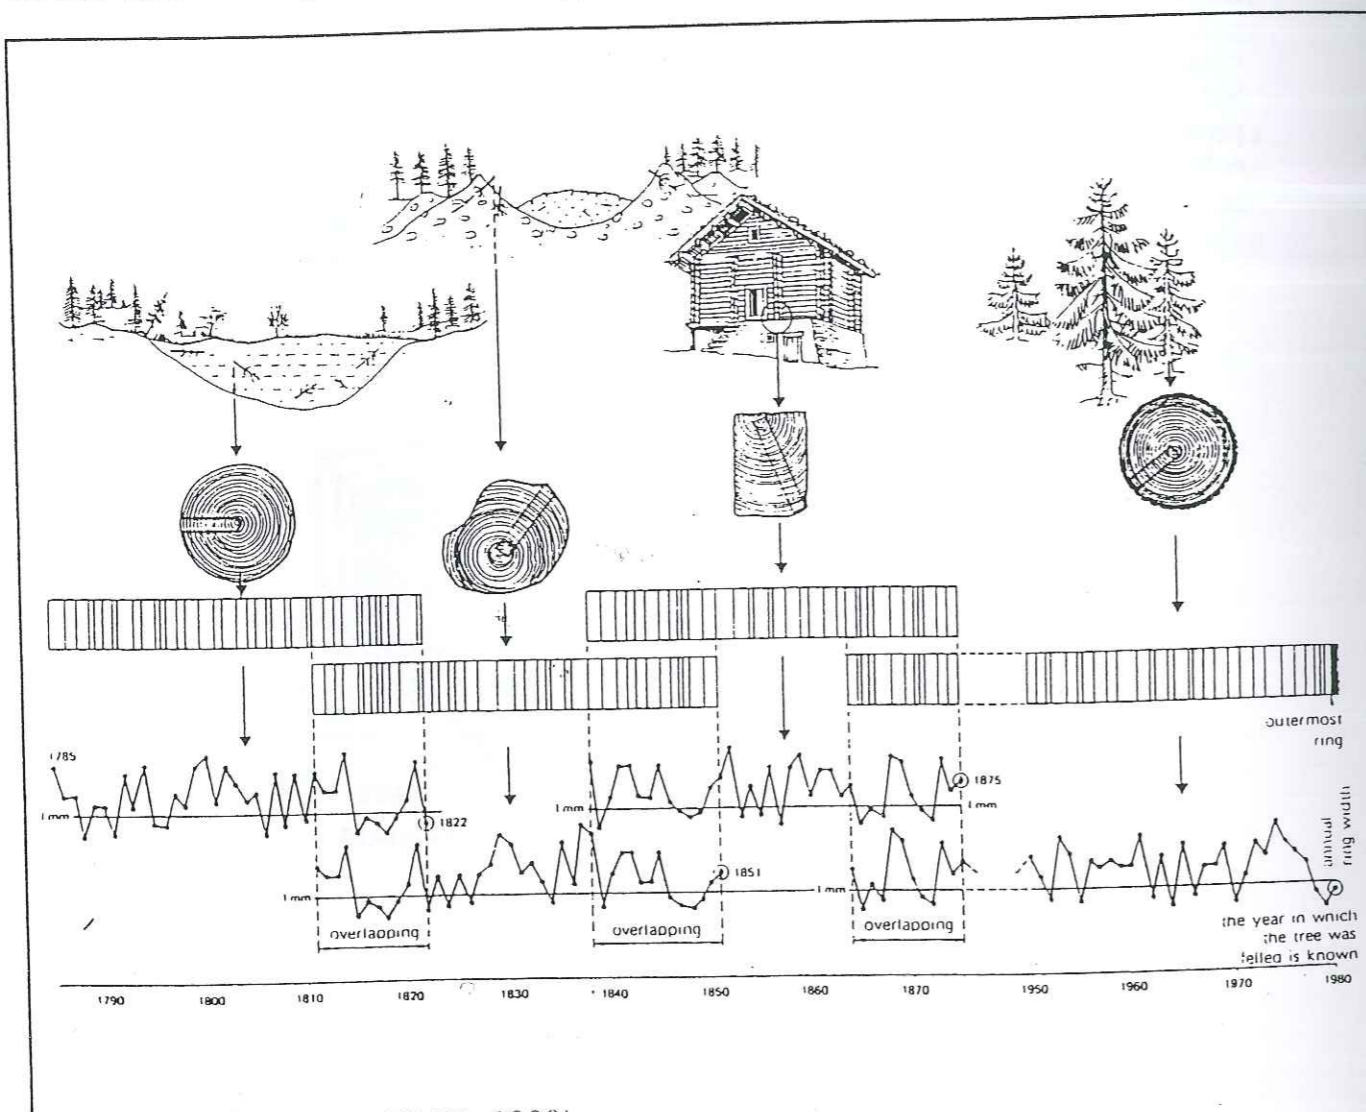 outermost
ring
1785
1 mm
1822
1 mm
1875
1 mm
1 mm
1851
1 mm
annual
ring width
overlapping
overlapping
overlapping
the year in which
the tree was
felled is known
1790 1800 1810 1820 1830 1840 1850 1860 1870 1950 1960 1970 1980